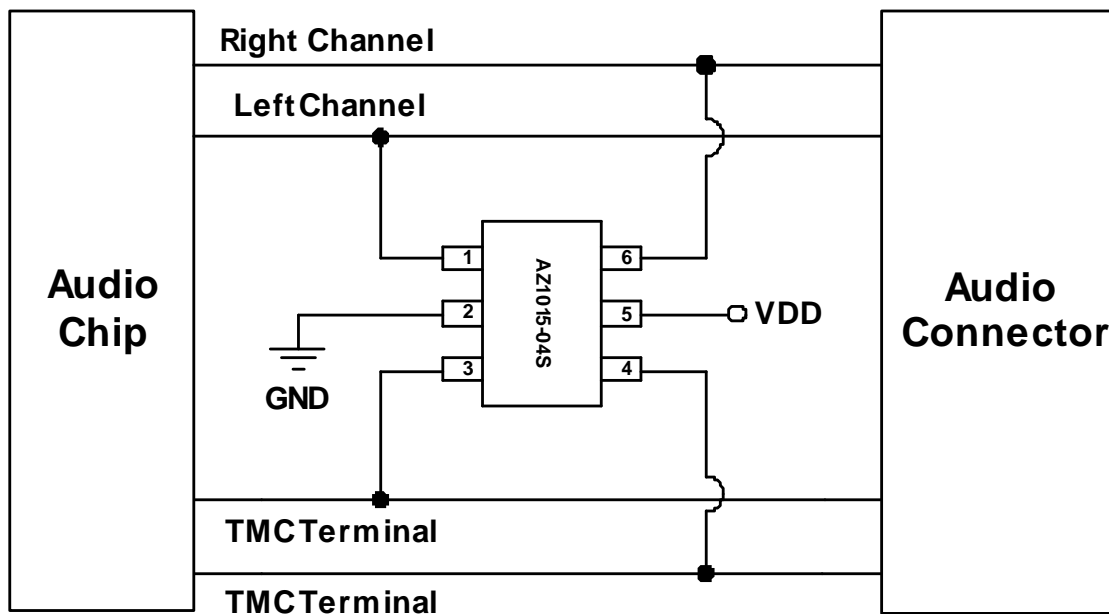 Right Channel
Left Channel
Audio
Chip
1
2
3
AZ1015-04S
6
5
4
VDD
GND
Audio
Connector
TMC Terminal
TMC Terminal